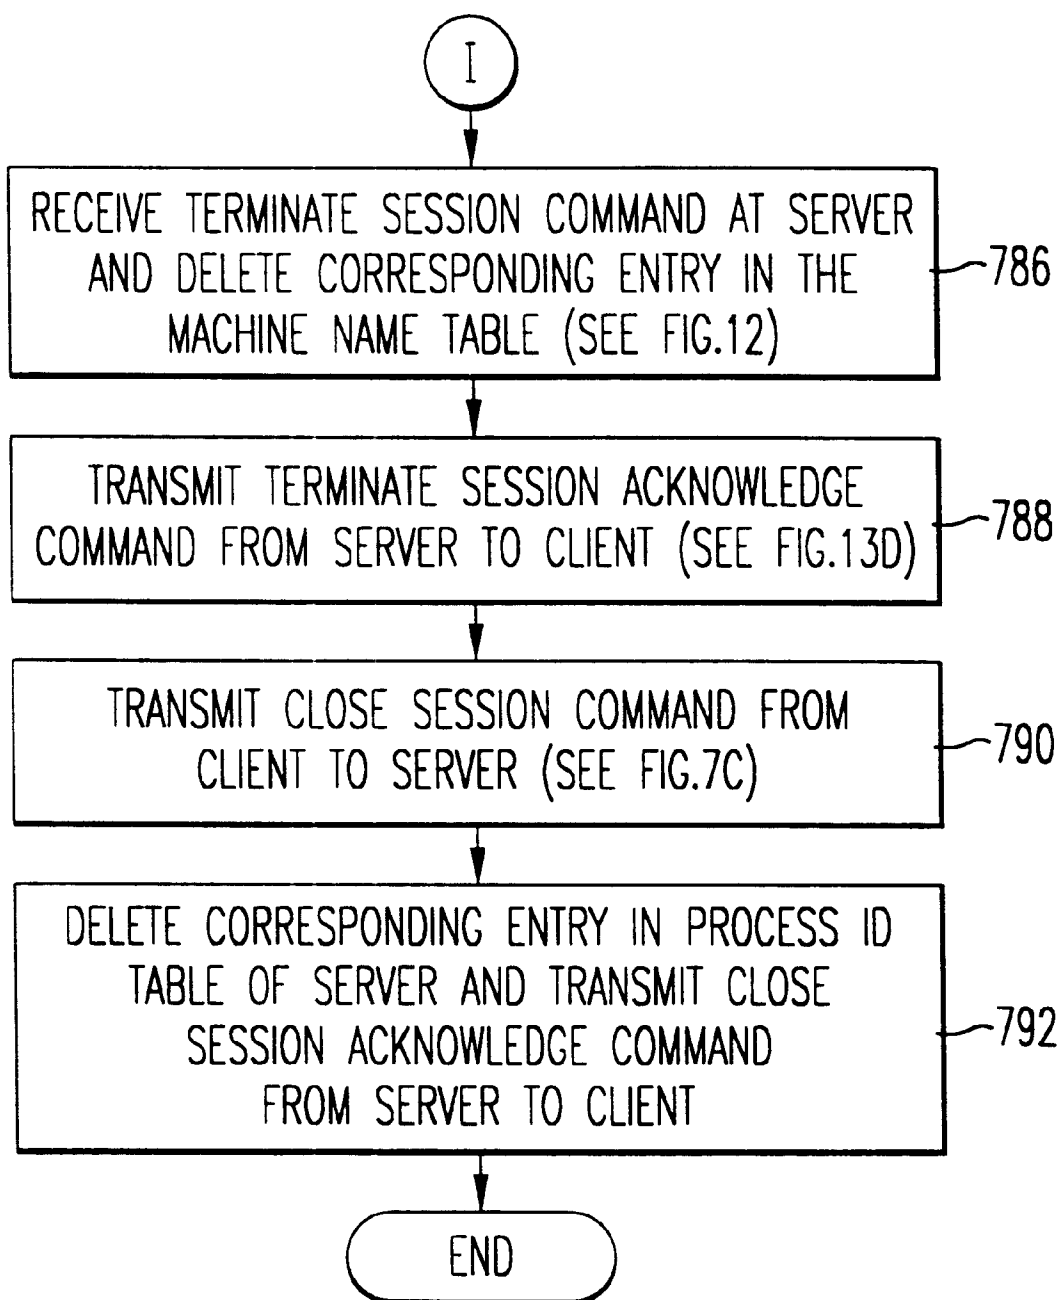 I
RECEIVE TERMINATE SESSION COMMAND AT SERVER
AND DELETE CORRESPONDING ENTRY IN THE
MACHINE NAME TABLE (SEE FIG.12)
786
TRANSMIT TERMINATE SESSION ACKNOWLEDGE
COMMAND FROM SERVER TO CLIENT (SEE FIG.13D)
788
TRANSMIT CLOSE SESSION COMMAND FROM
CLIENT TO SERVER (SEE FIG.7C)
790
DELETE CORRESPONDING ENTRY IN PROCESS ID
TABLE OF SERVER AND TRANSMIT CLOSE
SESSION ACKNOWLEDGE COMMAND
FROM SERVER TO CLIENT
792
END